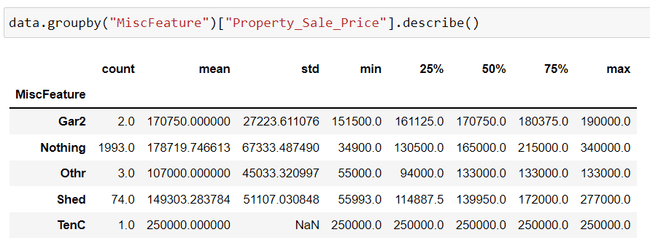 data.groupby("MiscFeature")["Property_Sale_Price"].describe()
count mean std min 25% 50% 75% max
MiscFeature
Gar2 2.0 170750.000000 27223.611076 151500.0 161125.0 170750.0 180375.0 190000.0
Nothing 1993.0 178719.746613 67333.487490 34900.0 130500.0 165000.0 215000.0 340000.0
Othr 3.0 107000.000000 45033.320997 55000.0 94000.0 133000.0 133000.0 133000.0
Shed 74.0 149303.283784 51107.030848 55993.0 114887.5 139950.0 172000.0 277000.0
TenC 1.0 250000.000000 NaN 250000.0 250000.0 250000.0 250000.0 250000.0